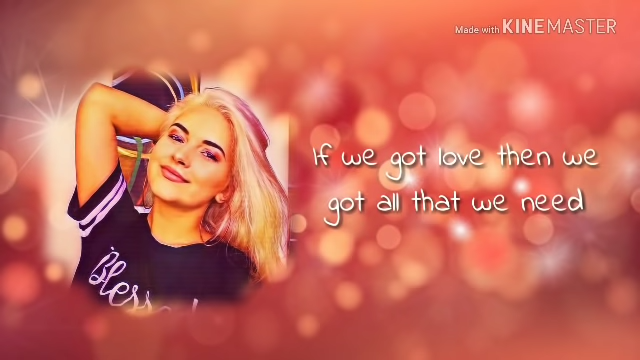 Made with KINEMASTER
If we got love then we
got all that we need